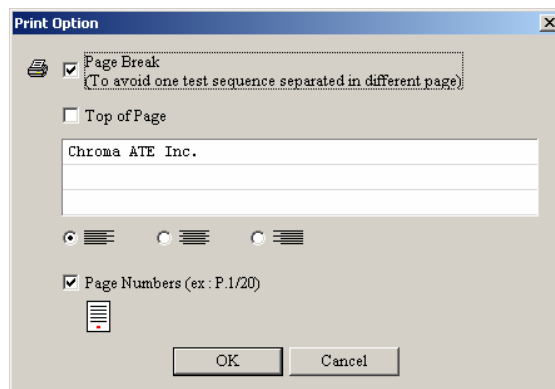 Print Option
Page Break
(To avoid one test sequence separated in different page)
Top of Page
Chroma ATE Inc.
Page Numbers (ex : P.1/20)
OK
Cancel